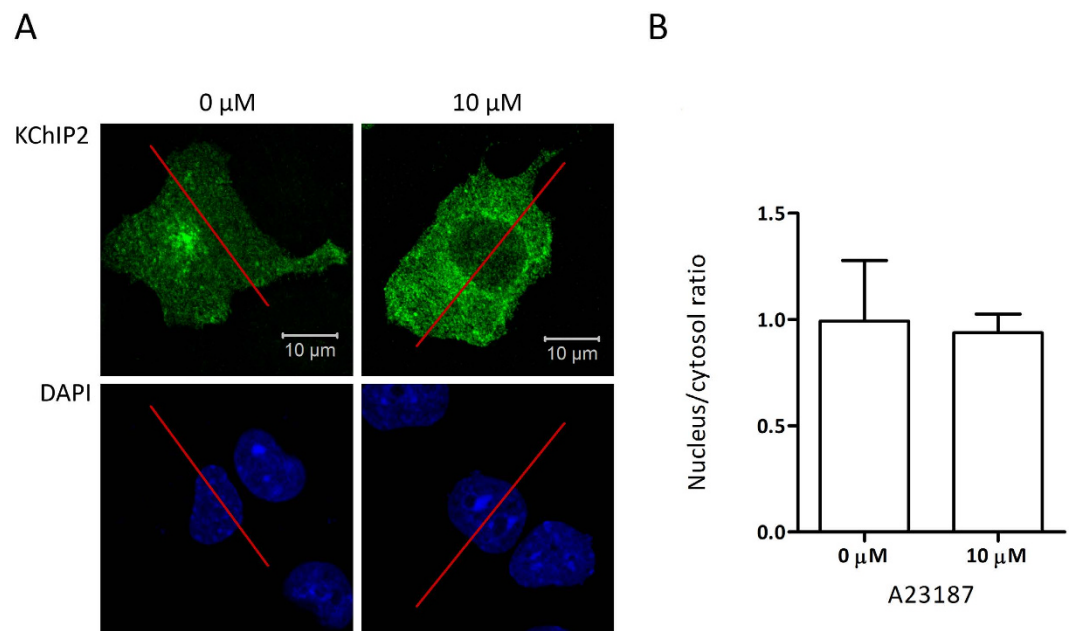 A
B
0 µM
10 µM
KChIP2
10 µm
10 µm
DAPI
Nucleus/cytosol ratio
1.5
1.0
0.5
0.0
0 µM
10 µM
A23187